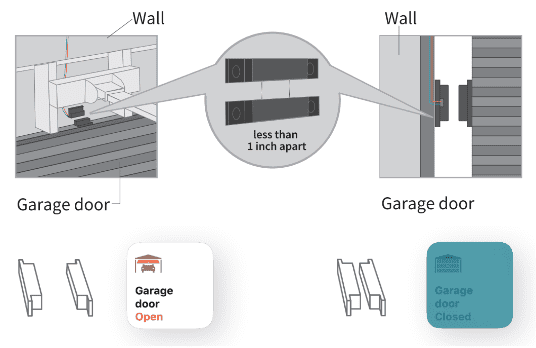 Wall
Wall
less than
1 inch apart
Garage door
Garage door
Garage
door
Open
Garage
door
Closed